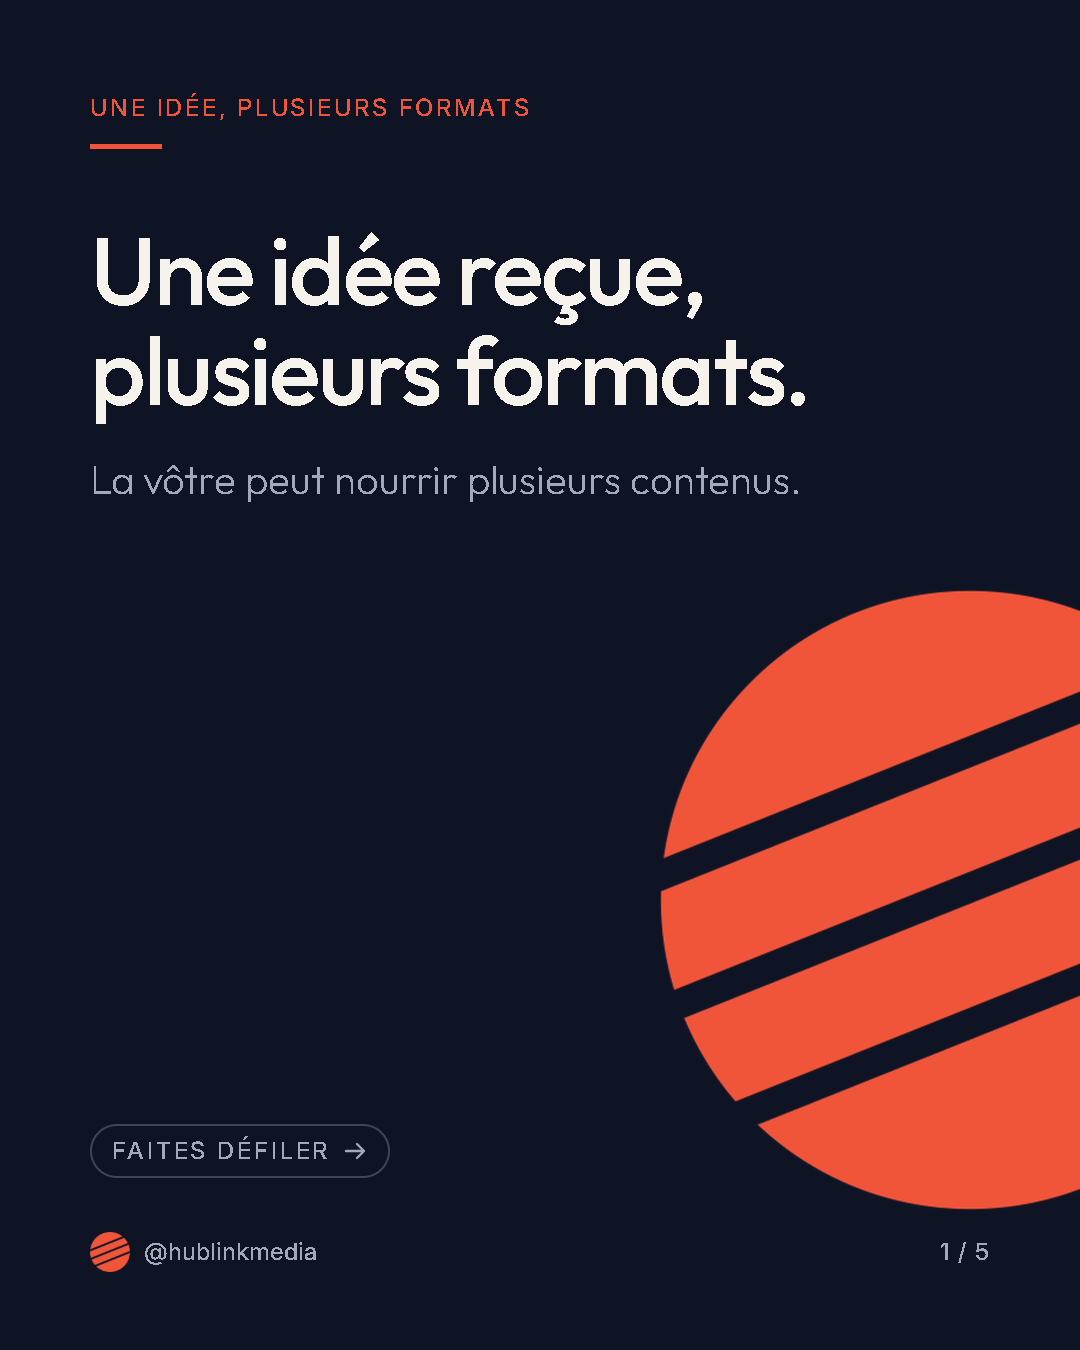 UNE IDÉE, PLUSIEURS FORMATS
Une idée reçue,
plusieurs formats.
La vôtre peut nourrir plusieurs contenus.
FAITES DÉFILER →
@hublinkmedia
1 / 5